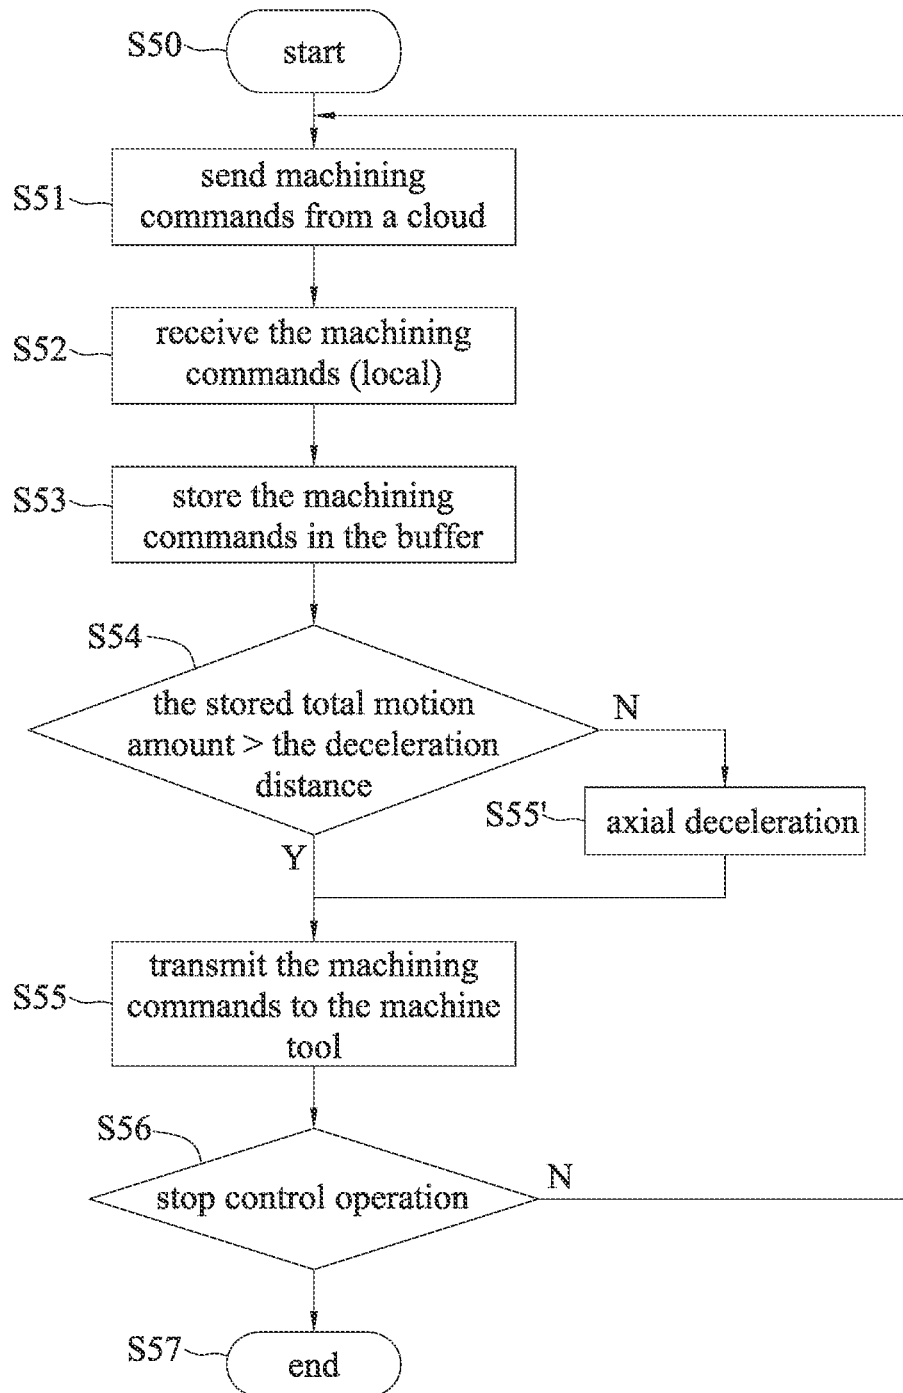 S50
start
S51
send machining
commands from a cloud
S52
receive the machining
commands (local)
S53
store the machining
commands in the buffer
S54
the stored total motion
amount > the deceleration
distance
N
S55'
axial deceleration
Y
S55
transmit the machining
commands to the machine
tool
S56
stop control operation
N
S57
end